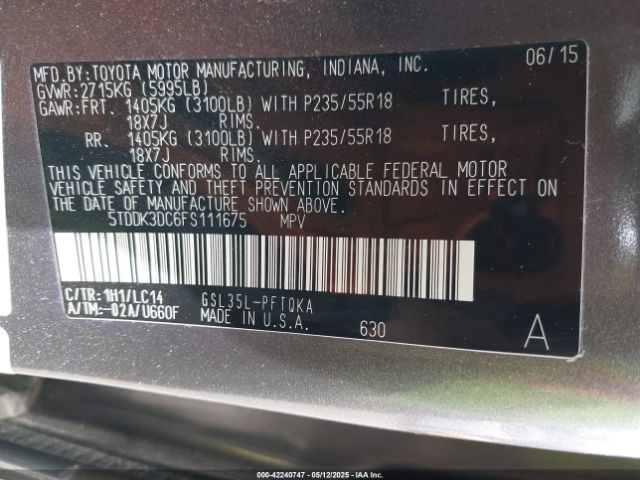 MFD.BY:TOYOTA MOTOR MANUFACTURING, INDIANA, INC. 06/15
GVWR:2715KG (5995LB)
GAWR:FRT. 1405KG (3100LB) WITH P235/55R18 TIRES,
18X7J RIMS.
RR. 1405KG (3100LB) WITH P235/55R18 TIRES,
18X7J RIMS.
THIS VEHICLE CONFORMS TO ALL APPLICABLE FEDERAL MOTOR
VEHICLE SAFETY AND THEFT PREVENTION STANDARDS IN EFFECT ON
THE DATE OF MANUFACTURE SHOWN ABOVE.
5TDDK3DC6FS111675 MPV
C/TR:1H1/LC14 GSL35L-PFTQKA
A/TM:-02A/U660F MADE IN U.S.A. 630 A
000-42240747 - 05/12/2025 - IAAI.COM